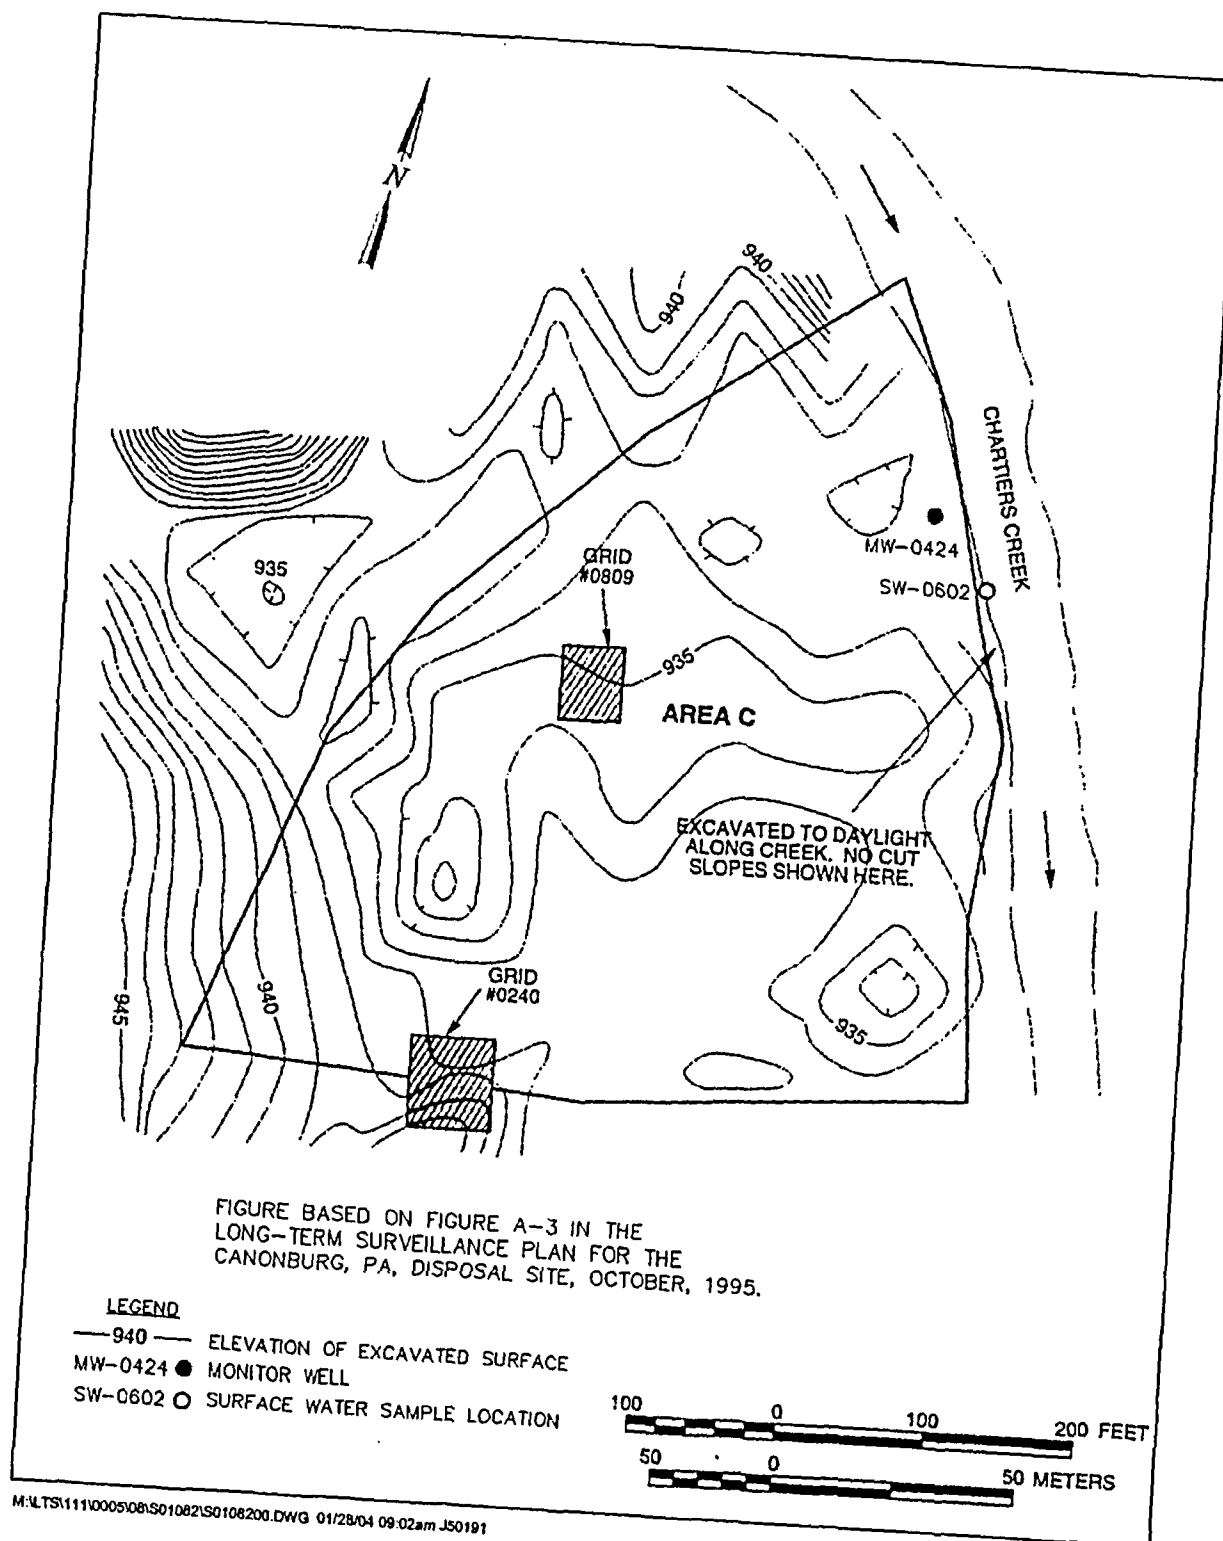 N
940
940
CHARTIERS CREEK
MW-0424
GRID
#0809
935
SW-0602
935
AREA C
EXCAVATED TO DAYLIGHT
ALONG CREEK. NO CUT
SLOPES SHOWN HERE.
GRID
#0240
940
945
935
FIGURE BASED ON FIGURE A-3 IN THE
LONG-TERM SURVEILLANCE PLAN FOR THE
CANONBURG, PA, DISPOSAL SITE, OCTOBER, 1995.
LEGEND
940 ELEVATION OF EXCAVATED SURFACE
MW-0424 MONITOR WELL
SW-0602 SURFACE WATER SAMPLE LOCATION
100 0 100 200 FEET
50 0 50 METERS
M:\LTS\111\0005\08\S01082\S0108200.DWG 01/28/04 09:02am J50191